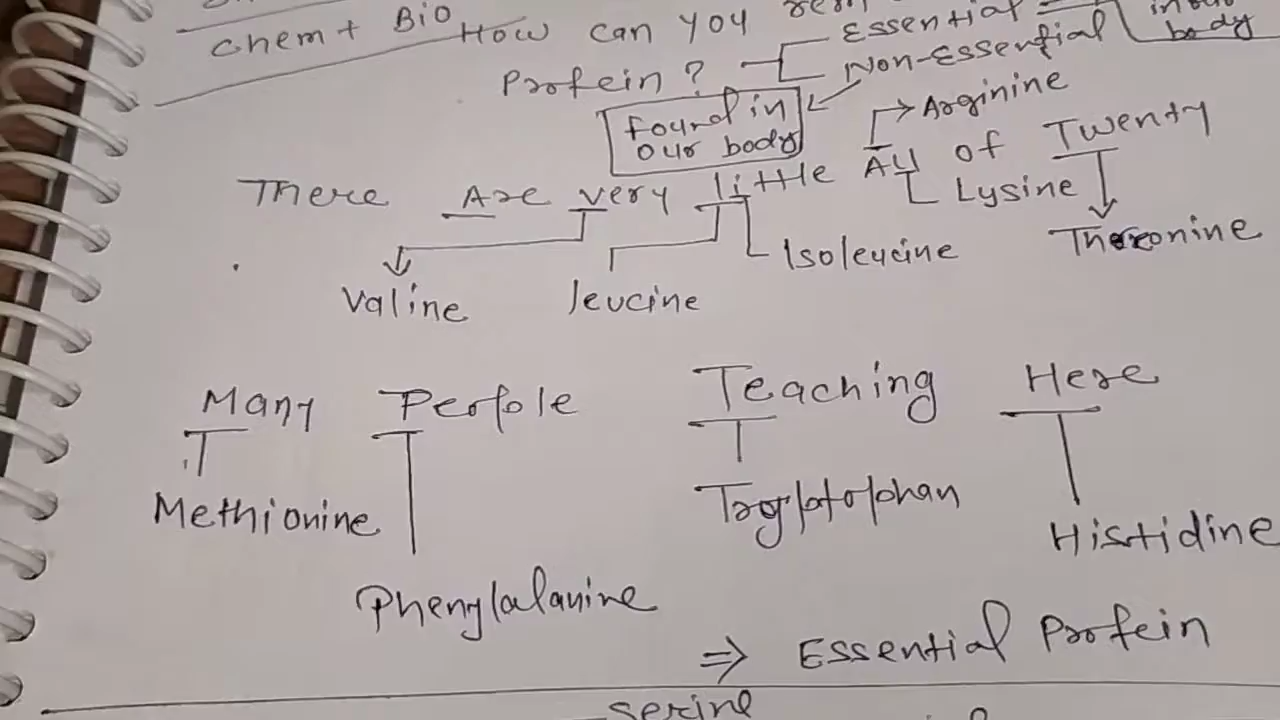 Chem + Bio
How can you
Essential
in our
body
Protein?
Non-Essential
found in
our body
Arginine
There Are very little All of Twenty
Lysine
Isoleucine
Threonine
Valine
leucine
Many People Teaching Here
Methionine
Tryptophan
Histidine
Phenylalanine
⇒ Essential Protein
serine